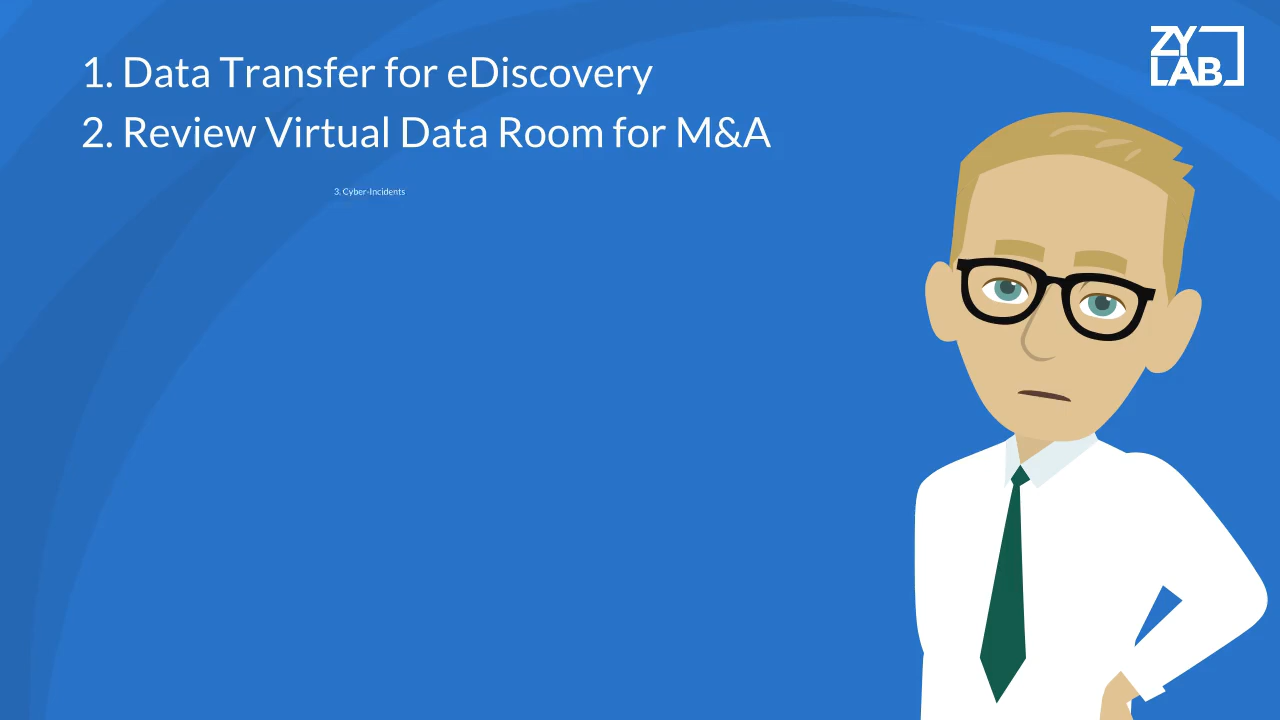 1. Data Transfer for eDiscovery
2. Review Virtual Data Room for M&A
3. Cyber-Incidents
ZY
LAB